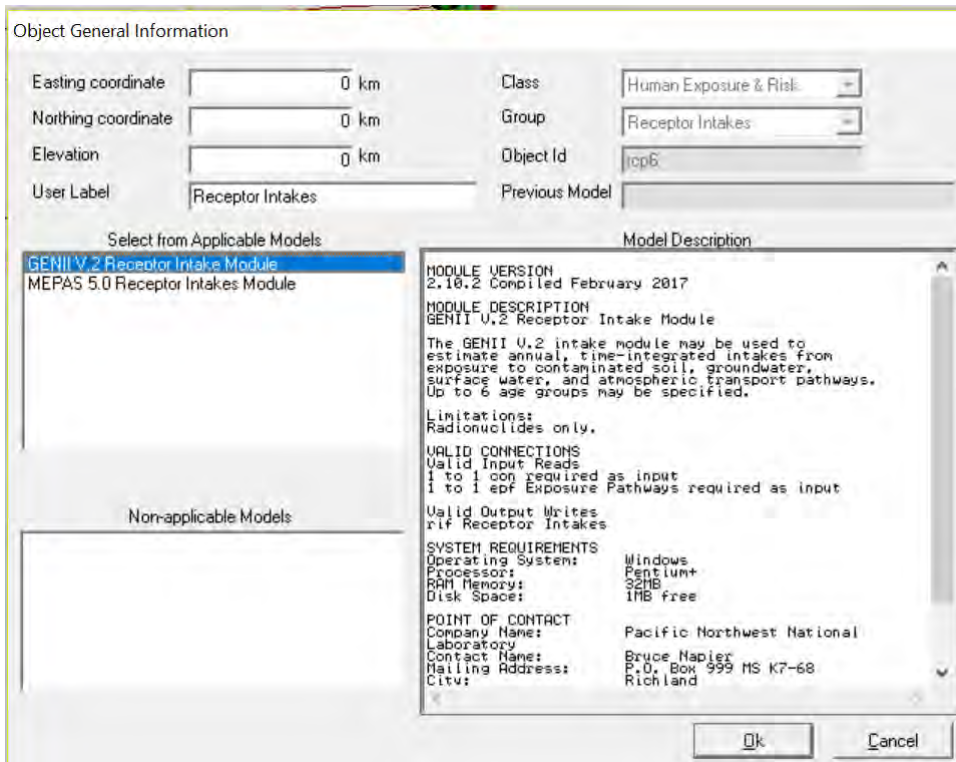 Object General Information
Easting coordinate 0 km Class Human Exposure & Risk
Northing coordinate 0 km Group Receptor Intakes
Elevation 0 km Object Id rcp6
User Label Receptor Intakes Previous Model
Select from Applicable Models
GENII V.2 Receptor Intake Module
MEPAS 5.0 Receptor Intakes Module
Non-applicable Models
Model Description
MODULE VERSION
2.10.2 Compiled February 2017
MODULE DESCRIPTION
GENII V.2 Receptor Intake Module
The GENII V.2 intake module may be used to
estimate annual, time-integrated intakes from
exposure to contaminated soil, groundwater,
surface water, and atmospheric transport pathways.
Up to 6 age groups may be specified.
Limitations:
Radionuclides only.
VALID CONNECTIONS
Valid Input Reads
1 to 1 con required as input
1 to 1 epf Exposure Pathways required as input
Valid Output Writes
rif Receptor Intakes
SYSTEM REQUIREMENTS
Operating System: Windows
Processor: Pentium+
RAM Memory: 32MB
Disk Space: 1MB free
POINT OF CONTACT
Company Name: Pacific Northwest National
Laboratory
Contact Name: Bruce Napier
Mailing Address: P.O. Box 999 MS K7-68
City: Richland
Ok Cancel